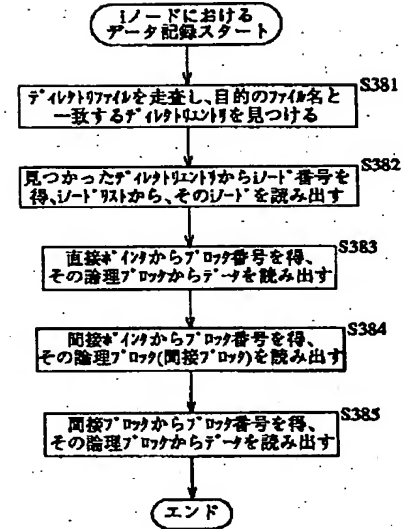 iノードにおける
データ記録スタート
S381
ﾃﾞｨﾚｸﾄﾘﾌｧｲﾙを走査し、目的のファイル名と
一致するﾃﾞｨﾚｸﾄﾘｴﾝﾄﾘを見つける
S382
見つかったﾃﾞｨﾚｸﾄﾘｴﾝﾄﾘからiﾉｰﾄﾞ番号を
得、iﾉｰﾄﾞﾘｽﾄから、そのiﾉｰﾄﾞを読み出す
S383
直接ﾎﾟｲﾝﾀからﾌﾞﾛｯｸ番号を得、
その論理ﾌﾞﾛｯｸからﾃﾞｰﾀを読み出す
S384
間接ﾎﾟｲﾝﾀからﾌﾞﾛｯｸ番号を得、
その論理ﾌﾞﾛｯｸ(間接ﾌﾞﾛｯｸ)を読み出す
S385
間接ﾌﾞﾛｯｸからﾌﾞﾛｯｸ番号を得、
その論理ﾌﾞﾛｯｸからﾃﾞｰﾀを読み出す
エンド